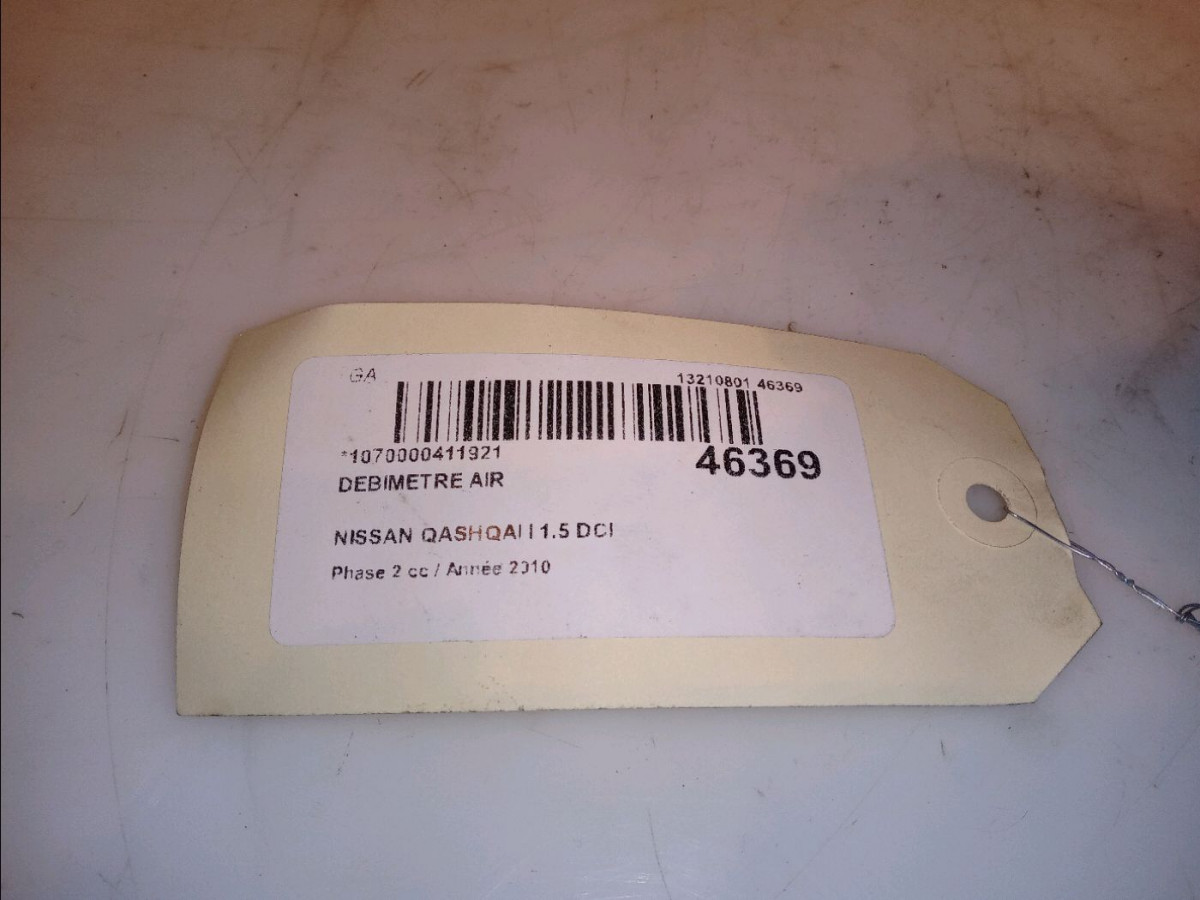 GA
13210801 46369
*1070000411921
46369
DEBIMETRE AIR
NISSAN QASHQAI I 1.5 DCI
Phase 2 cc / Année 2010